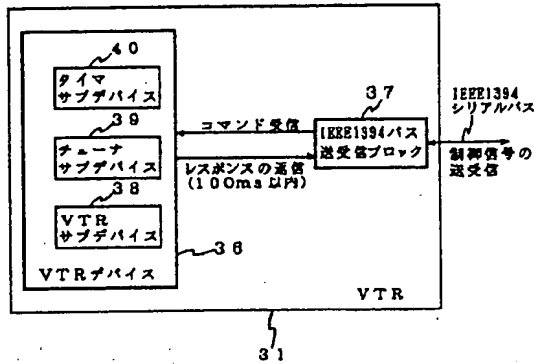 40
タイマ
サブデバイス
39
チューナ
サブデバイス
38
VTR
サブデバイス
VTRデバイス
36
コマンド受信
レスポンスの返信
(100ms以内)
37
IEEE1394バス
送受信ブロック
IEEE1394
シリアルバス
制御信号の
送受信
VTR
31